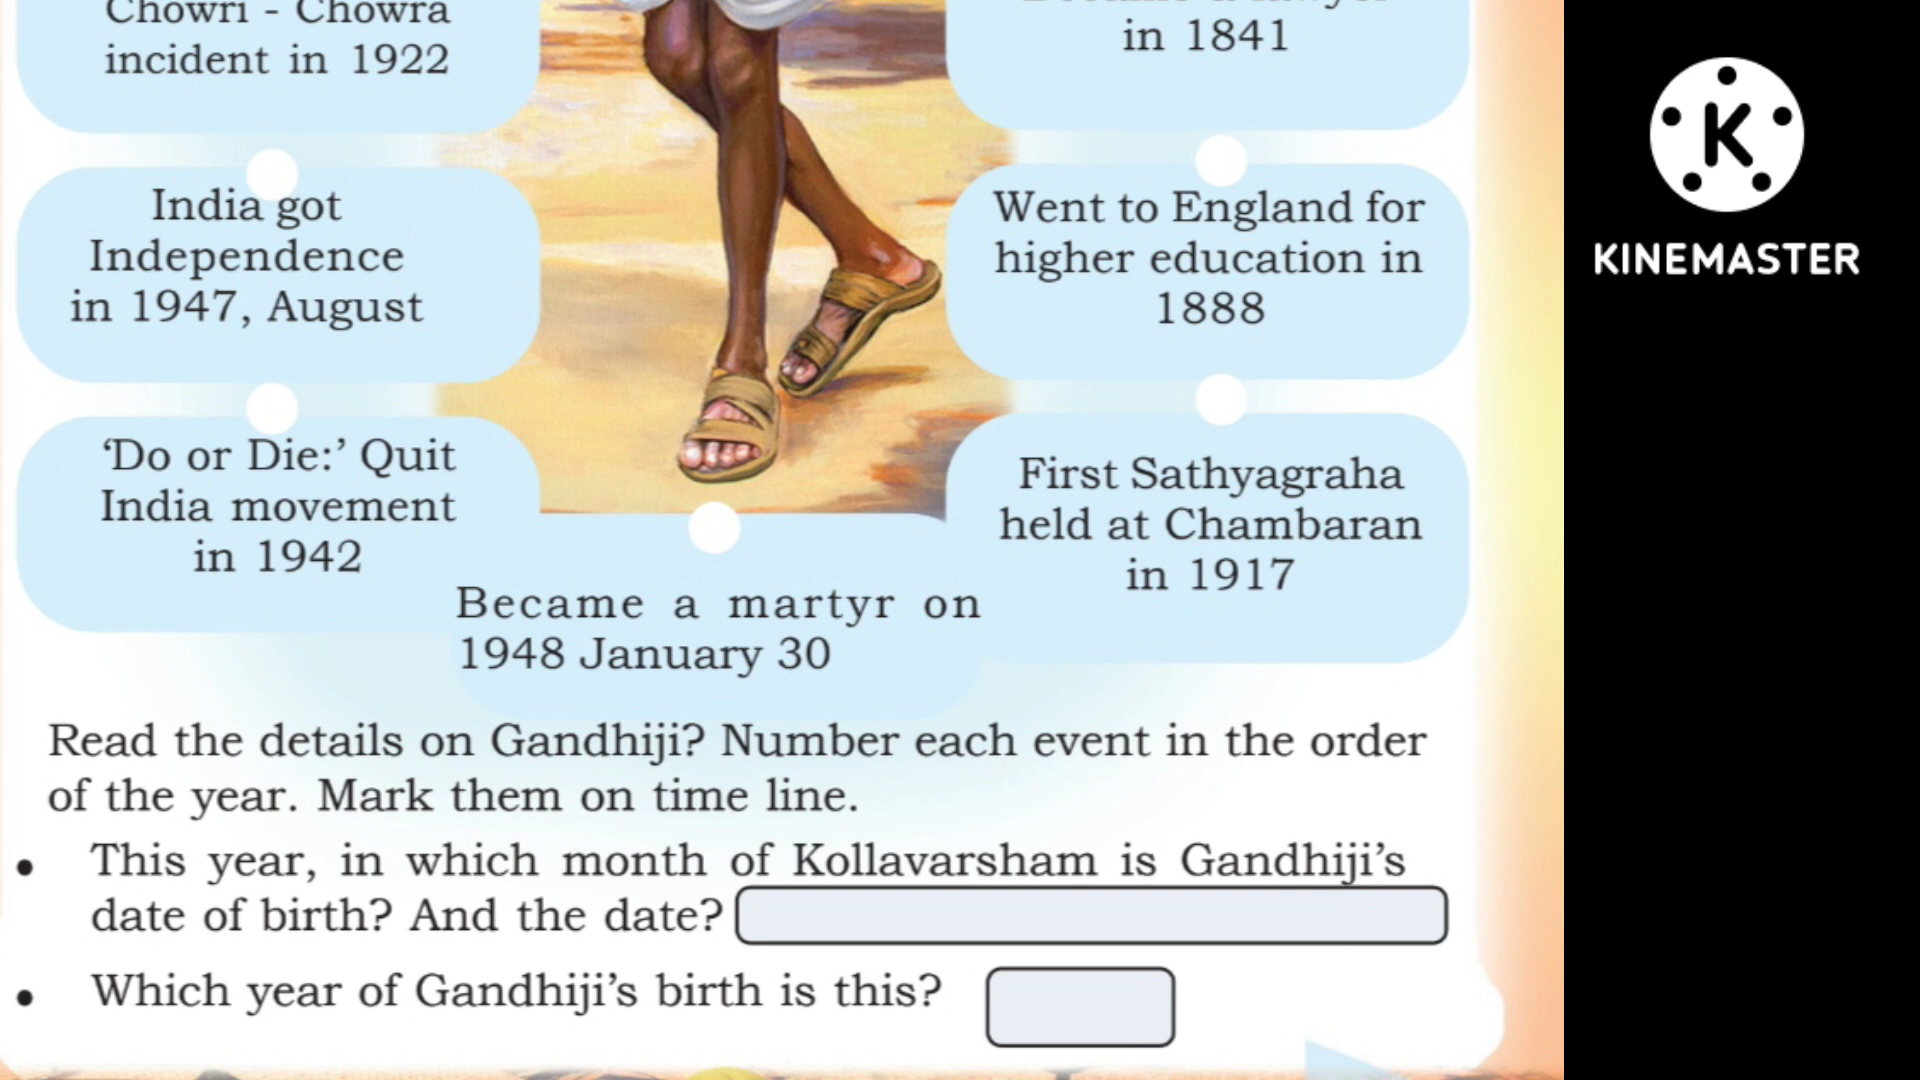 Chowri - Chowra
incident in 1922
in 1841
India got
Independence
in 1947, August
Went to England for
higher education in
1888
‘Do or Die:’ Quit
India movement
in 1942
First Sathyagraha
held at Chambaran
in 1917
Became a martyr on
1948 January 30
Read the details on Gandhiji? Number each event in the order
of the year. Mark them on time line.
• This year, in which month of Kollavarsham is Gandhiji’s
date of birth? And the date?
• Which year of Gandhiji’s birth is this?
K
KINEMASTER